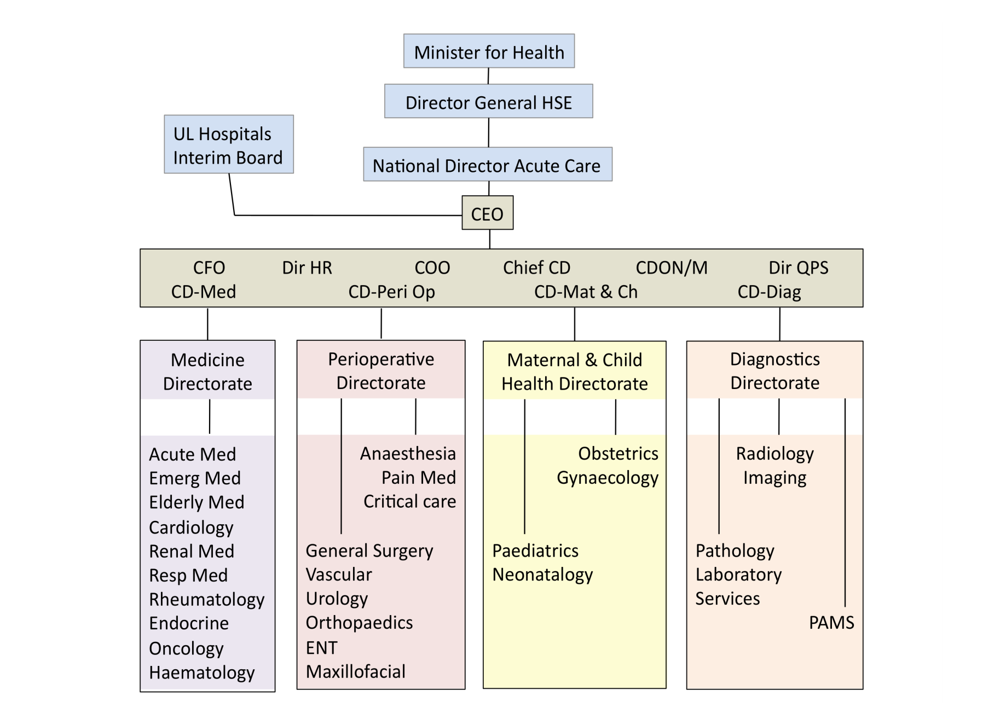 Minister for Health
Director General HSE
UL Hospitals
Interim Board
National Director Acute Care
CEO
CFO Dir HR COO Chief CD CDON/M Dir QPS
CD-Med CD-Peri Op CD-Mat & Ch CD-Diag
Medicine
Directorate
Acute Med
Emerg Med
Elderly Med
Cardiology
Renal Med
Resp Med
Rheumatology
Endocrine
Oncology
Haematology
Perioperative
Directorate
Anaesthesia
Pain Med
Critical care
General Surgery
Vascular
Urology
Orthopaedics
ENT
Maxillofacial
Maternal & Child
Health Directorate
Obstetrics
Gynaecology
Paediatrics
Neonatalogy
Diagnostics
Directorate
Radiology
Imaging
Pathology
Laboratory
Services
PAMS